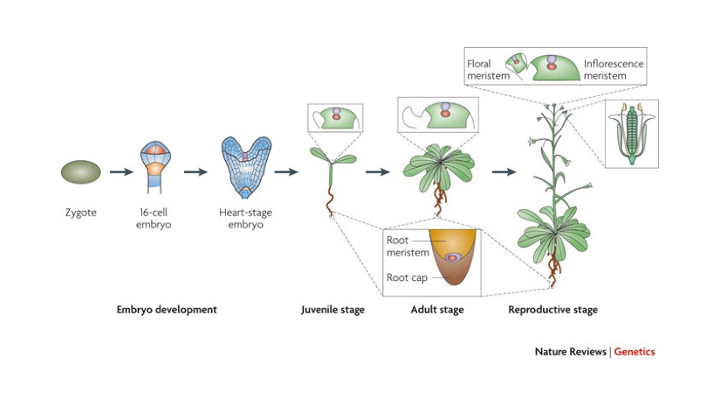 Floral
meristem
Inflorescence
meristem
Zygote
16-cell
embryo
Heart-stage
embryo
Root
meristem
Root cap
Embryo development
Juvenile stage
Adult stage
Reproductive stage
Nature Reviews | Genetics